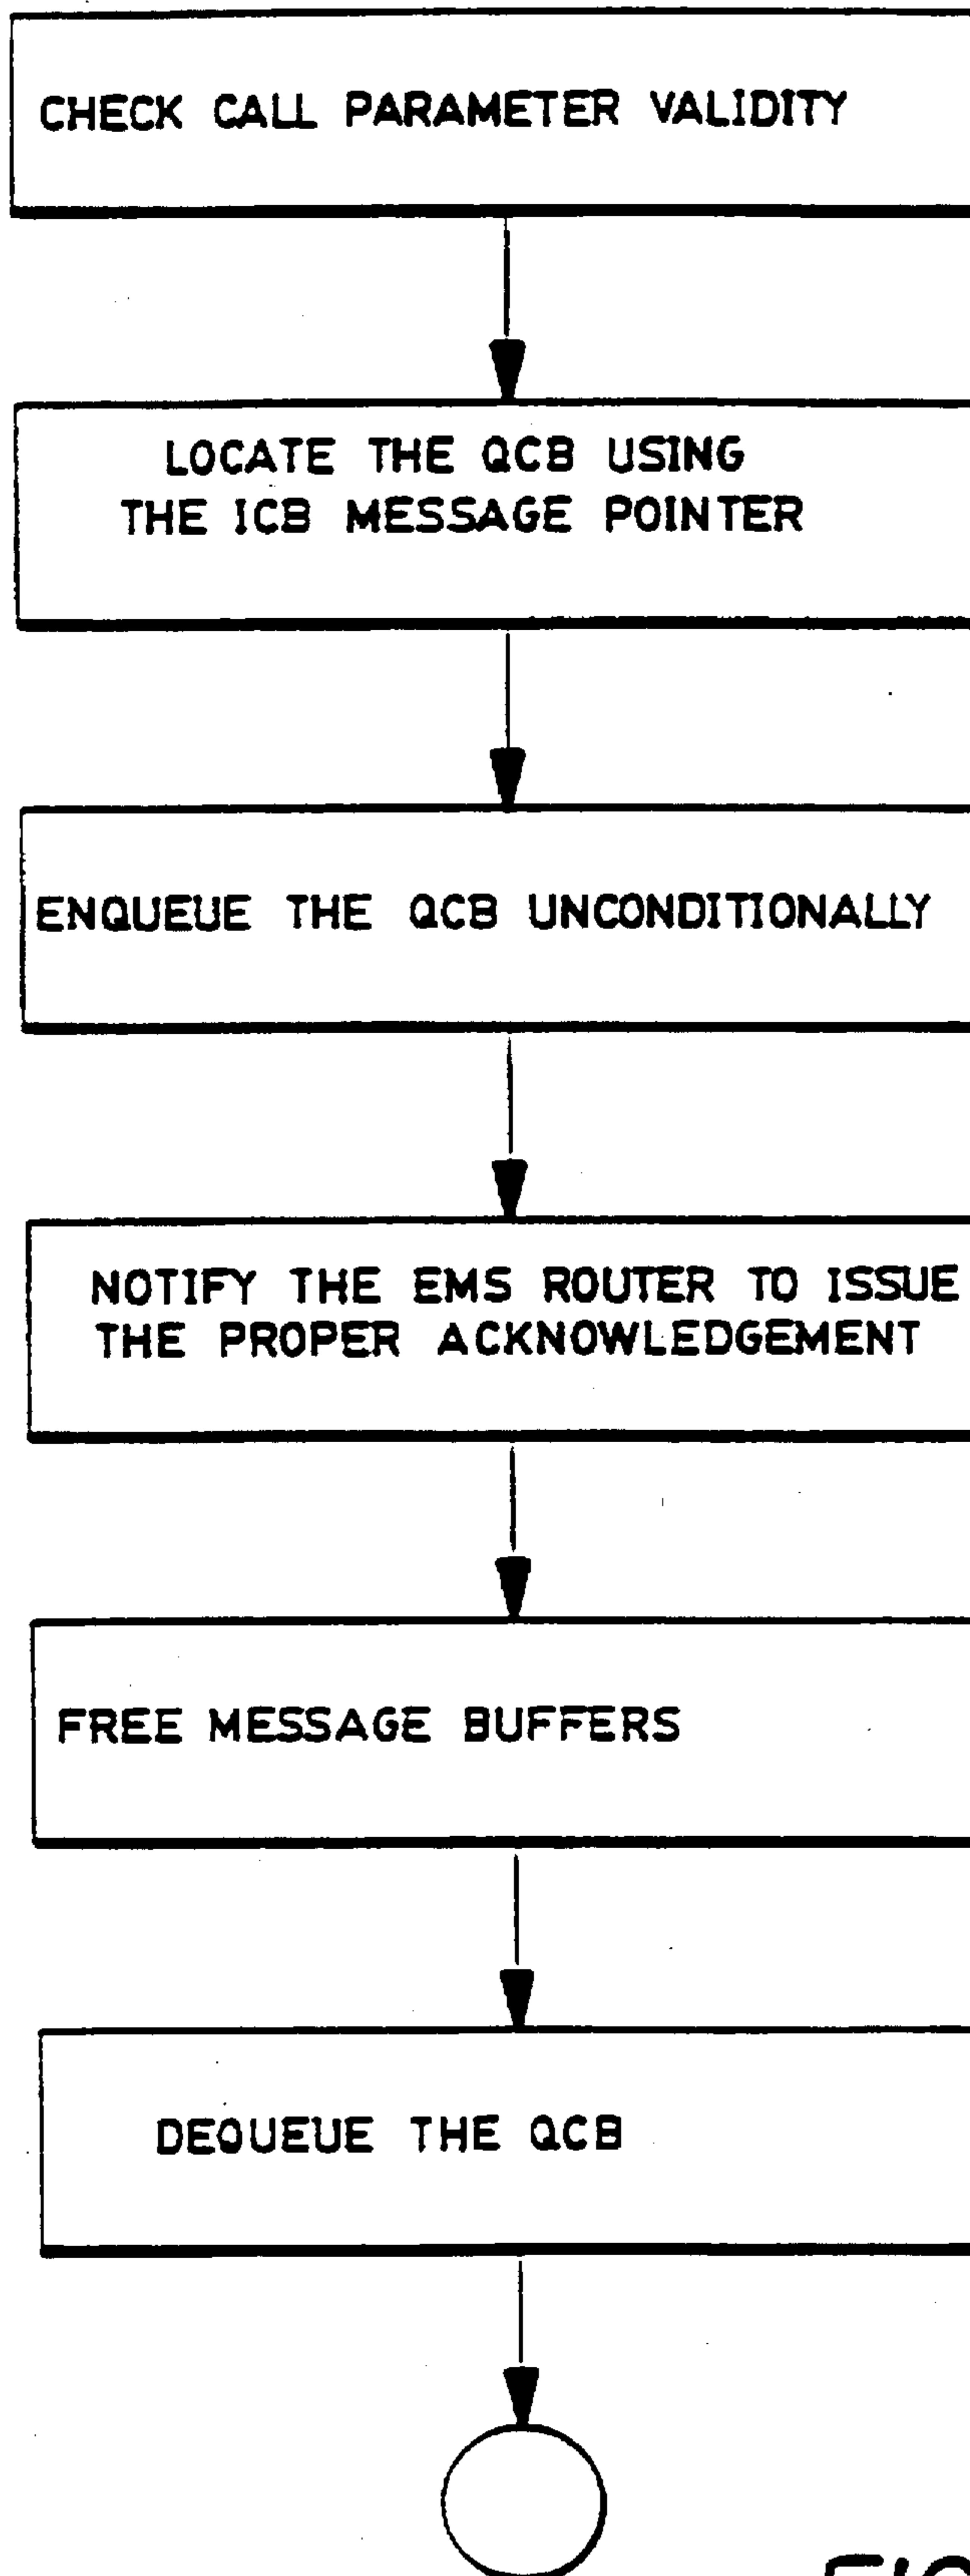 CHECK CALL PARAMETER VALIDITY
LOCATE THE QCB USING
THE ICB MESSAGE POINTER
ENQUEUE THE QCB UNCONDITIONALLY
NOTIFY THE EMS ROUTER TO ISSUE
THE PROPER ACKNOWLEDGEMENT
FREE MESSAGE BUFFERS
DEQUEUE THE QCB